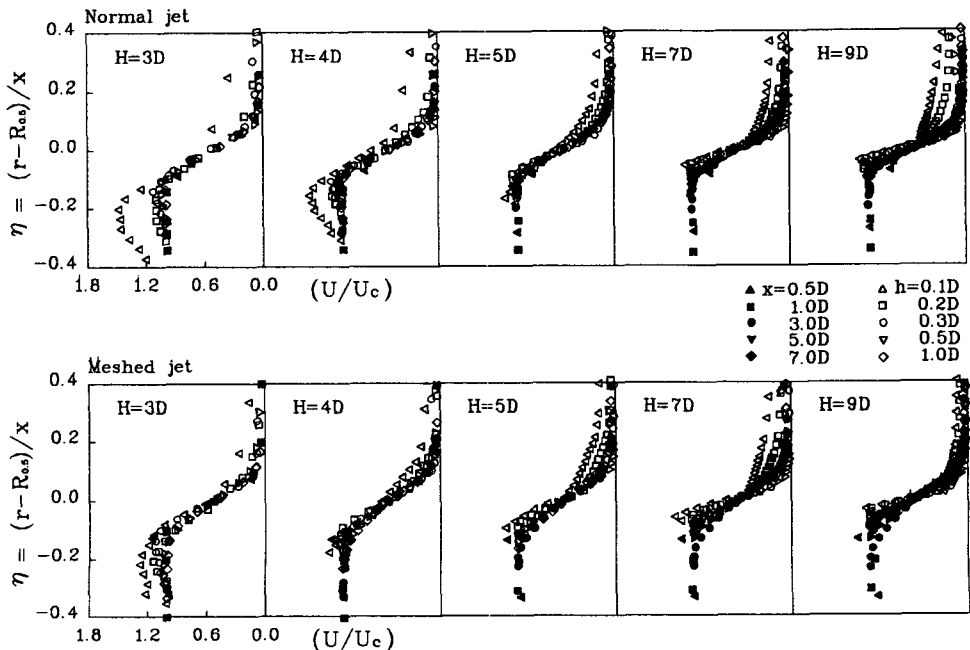 Normal jet
0.4
0.2
0.0
−0.2
−0.4
η = (r−R0.5)/x
H=3D
H=4D
H=5D
H=7D
H=9D
1.8
1.2
0.6
0.0
(U/Uc)
▲ x=0.5D △ h=0.1D
■ 1.0D □ 0.2D
● 3.0D ○ 0.3D
▼ 5.0D ▽ 0.5D
◆ 7.0D ◇ 1.0D
Meshed jet
0.4
0.2
0.0
−0.2
−0.4
η = (r−R0.5)/x
H=3D
H=4D
H=5D
H=7D
H=9D
1.8
1.2
0.6
0.0
(U/Uc)